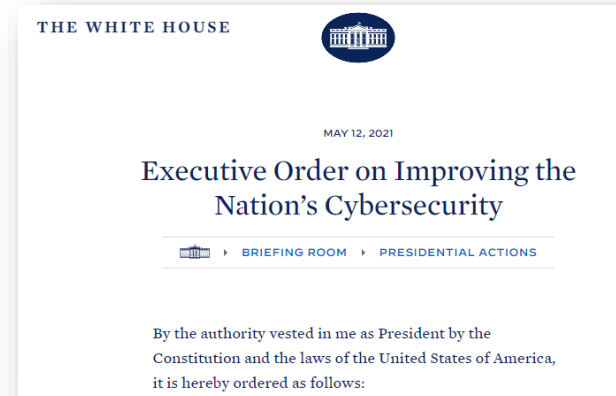 THE WHITE HOUSE
MAY 12, 2021
Executive Order on Improving the
Nation’s Cybersecurity
BRIEFING ROOM PRESIDENTIAL ACTIONS
By the authority vested in me as President by the
Constitution and the laws of the United States of America,
it is hereby ordered as follows: